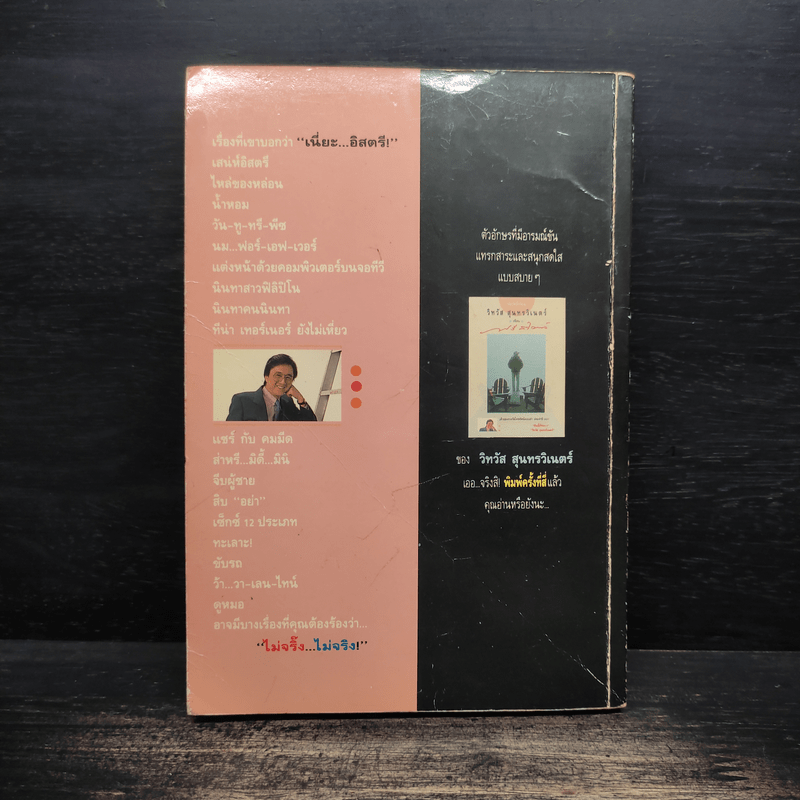 เรื่องที่เขาบอกว่า "เนี่ยะ...อิสตรี!"
เสน่ห์อิสตรี
ไหล่ของหล่อน
น้ำหอม
วัน-ทู-ทรี-พีซ
นม...ฟอร์-เอฟ-เวอร์
แต่งหน้าด้วยคอมพิวเตอร์บนจอทีวี
นินทาสาวฟิลิปิโน
นินทาคนนินทา
ทีน่า เทอร์เนอร์ ยังไม่เหี่ยว
แชร์ กับ คมมีด
ส่าหรี...มิดี้...มินิ
จีบผู้ชาย
สิบ "อย่า"
เซ็กซ์ 12 ประเภท
ทะเลาะ!
ขับรถ
ว้า...วา-เลน-ไทน์
ดูหมอ
อาจมีบางเรื่องที่คุณต้องร้องว่า...
"ไม่จริ๊ง...ไม่จริง!"
ตัวอักษรที่มีอารมณ์ขัน
แทรกสาระและสนุกสดใส
แบบสบาย ๆ
วิทวัส สุนทรวิเนตร์
ของ วิทวัส สุนทรวิเนตร์
เออ..จริงสิ! พิมพ์ครั้งที่สี่แล้ว
คุณอ่านหรือยังนะ...